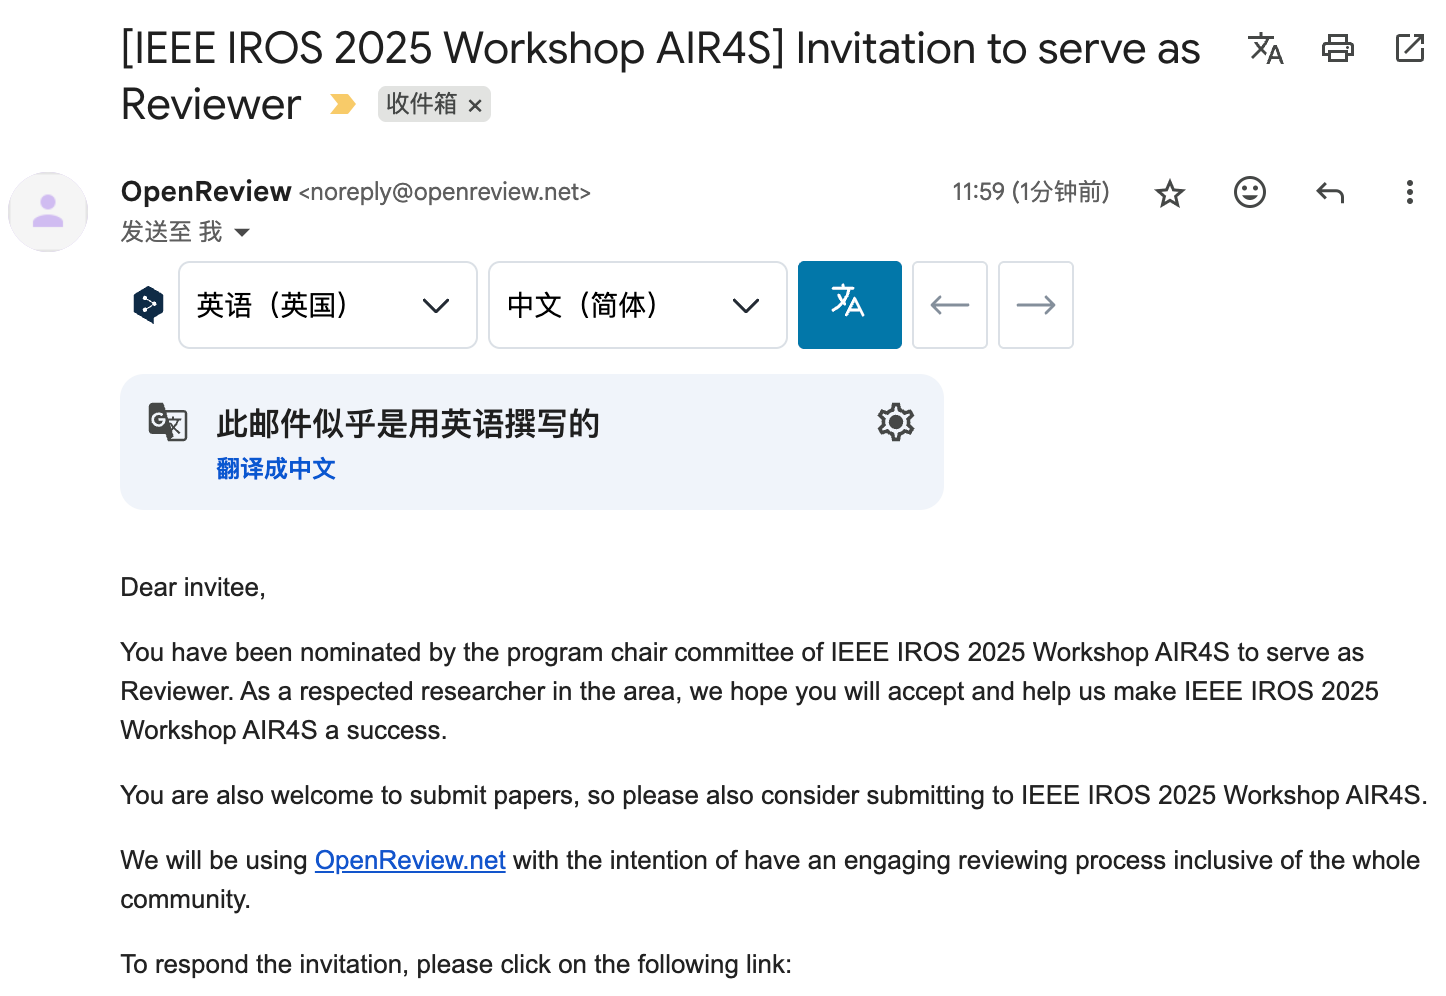 [IEEE IROS 2025 Workshop AIR4S] Invitation to serve as
Reviewer 收件箱 ×
OpenReview <noreply@openreview.net> 11:59 (1分钟前)
发送至 我
英语（英国） 中文（简体） 文A
G文 此邮件似乎是用英语撰写的
翻译成中文
Dear invitee,
You have been nominated by the program chair committee of IEEE IROS 2025 Workshop AIR4S to serve as
Reviewer. As a respected researcher in the area, we hope you will accept and help us make IEEE IROS 2025
Workshop AIR4S a success.
You are also welcome to submit papers, so please also consider submitting to IEEE IROS 2025 Workshop AIR4S.
We will be using OpenReview.net with the intention of have an engaging reviewing process inclusive of the whole
community.
To respond the invitation, please click on the following link: